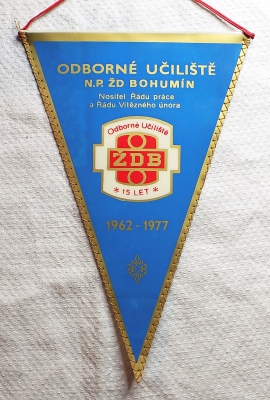 ODBORNÉ UČILIŠTĚ
N.P. ŽD BOHUMÍN
Nositel Řádu práce
a Řádu Vítězného února
Odborné Učiliště
ŽDB
* 15 LET *
1962 - 1977